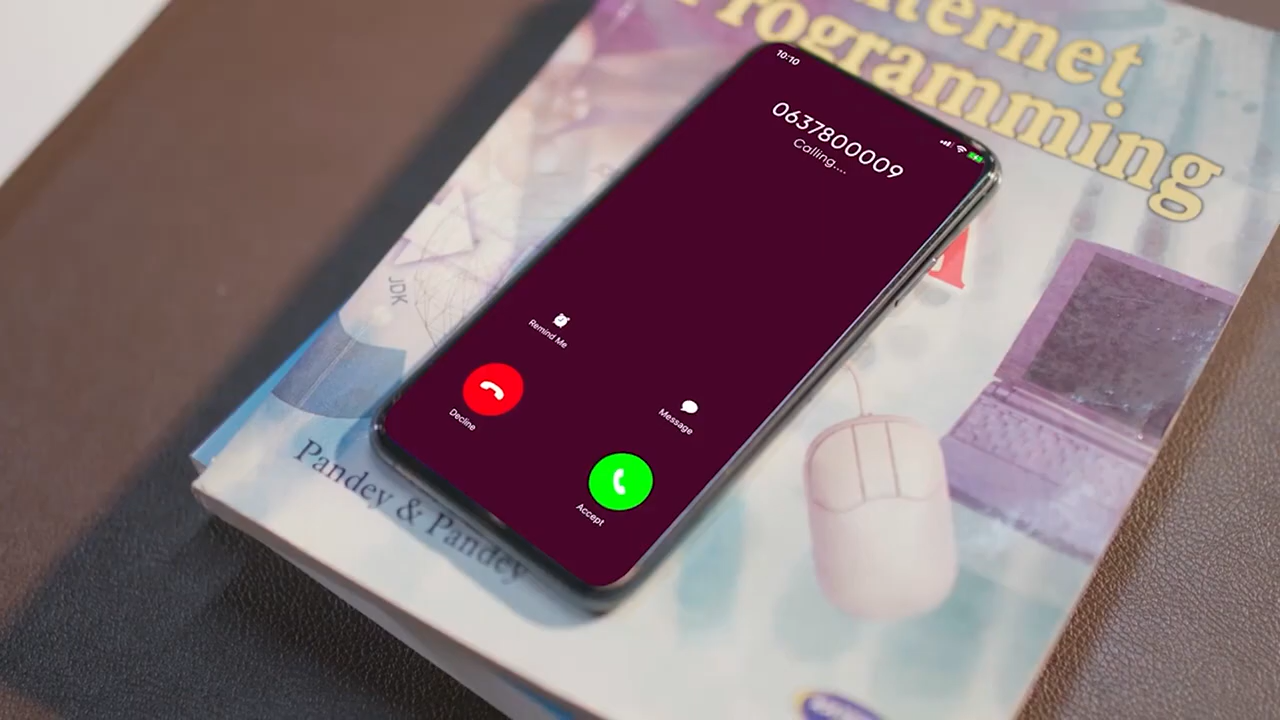 Internet
Programming
10:10
0637800009
Calling....
JDK
Remind Me
Message
Decline
Accept
Pandey & Pandey